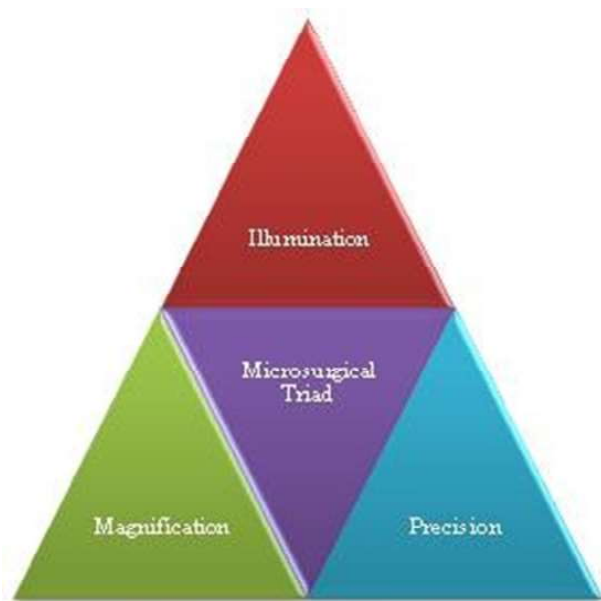 Illumination
Microsurgical
Triad
Magnification
Precision